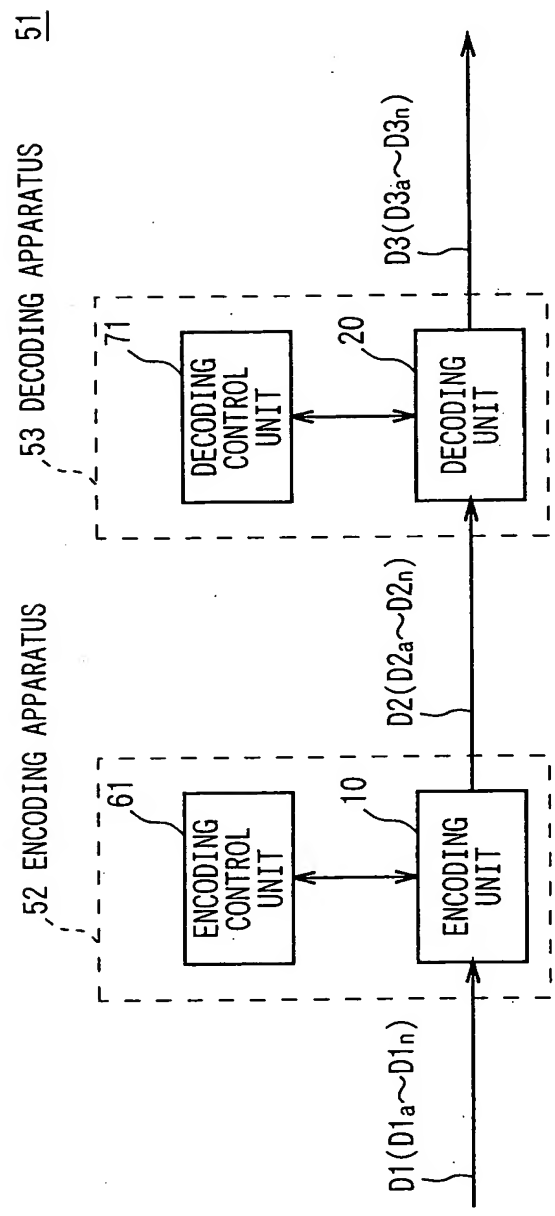 51
52 ENCODING APPARATUS
53 DECODING APPARATUS
61
ENCODING
CONTROL
UNIT
71
DECODING
CONTROL
UNIT
10
ENCODING
UNIT
20
DECODING
UNIT
D1(D1a~D1n)
D2(D2a~D2n)
D3(D3a~D3n)